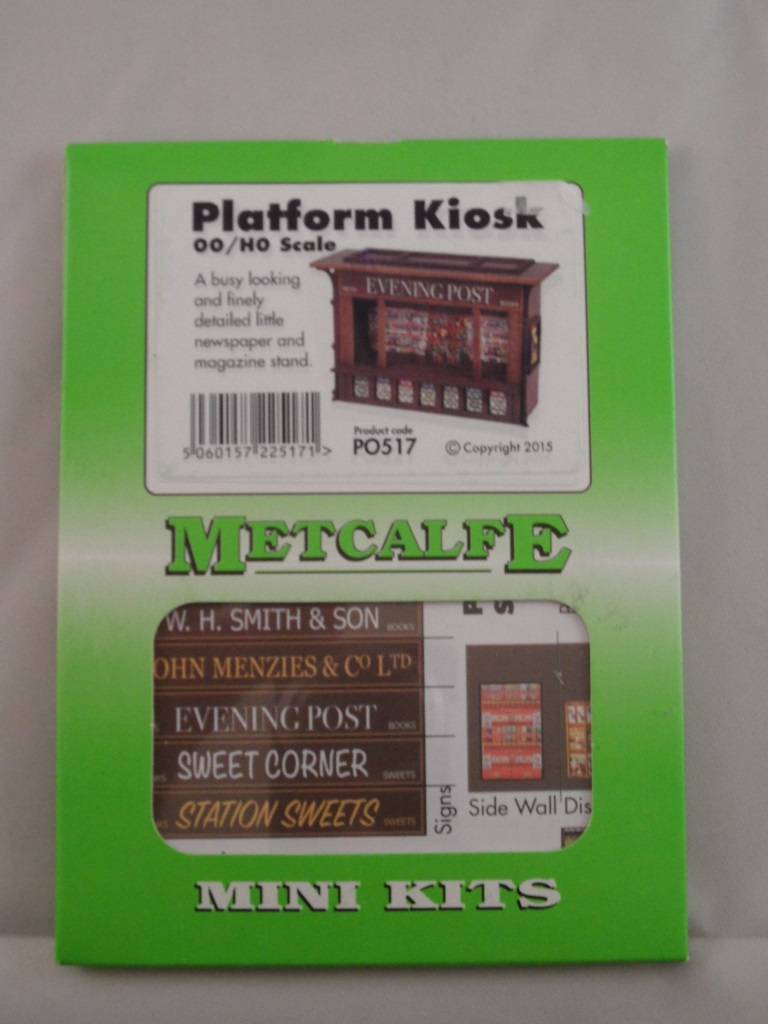 Platform Kiosk
OO/HO Scale
A busy looking
and finely
detailed little
newspaper and
magazine stand.
EVENING POST
5 060157 225171 >
Product code
PO517
© Copyright 2015
METCALFE
W. H. SMITH & SON BOOKS
OHN MENZIES & CO LTD
EVENING POST BOOKS
SWEET CORNER SWEETS
STATION SWEETS SWEETS
Signs
Side Wall Dis
MINI KITS